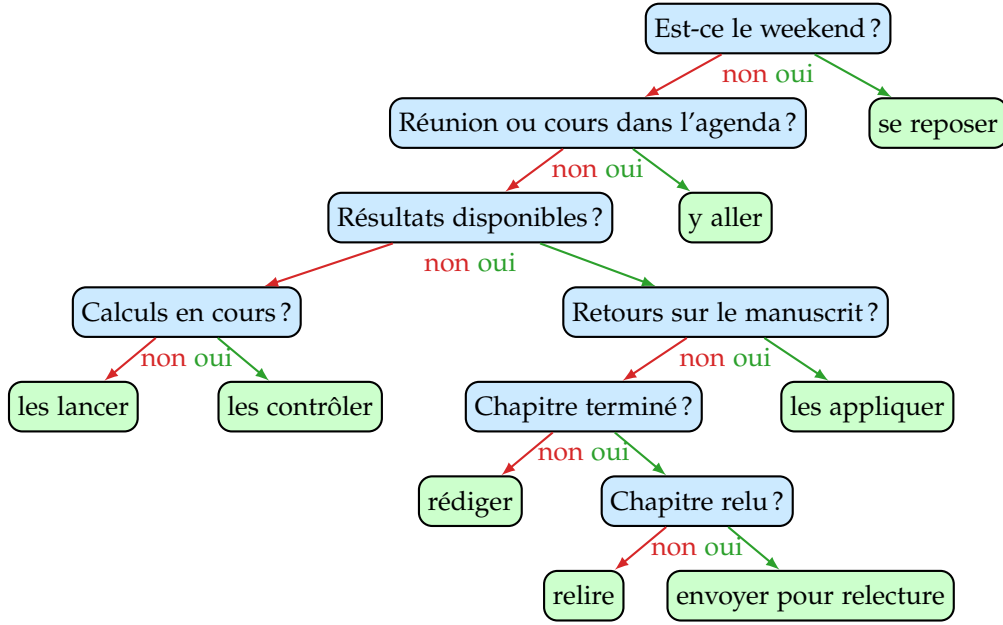 Est-ce le weekend ?
non oui
Réunion ou cours dans l'agenda ?
se reposer
non oui
Résultats disponibles ?
y aller
non oui
Calculs en cours ?
Retours sur le manuscrit ?
non oui
non oui
les lancer
les contrôler
Chapitre terminé ?
les appliquer
non oui
rédiger
Chapitre relu ?
non oui
relire
envoyer pour relecture